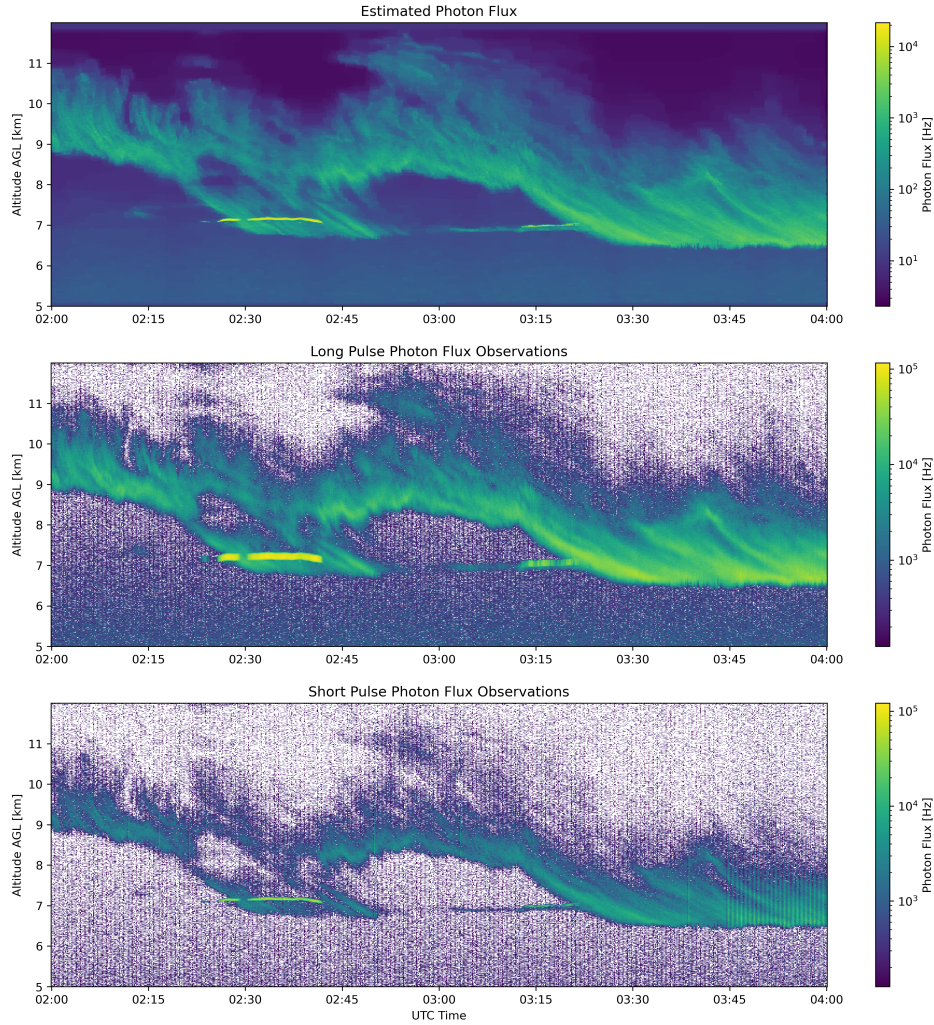 Estimated Photon Flux
Altitude AGL [km]
11
10
9
8
7
6
5
02:00 02:15 02:30 02:45 03:00 03:15 03:30 03:45 04:00
10⁴
10³
10²
10¹
Photon Flux [Hz]
Long Pulse Photon Flux Observations
Altitude AGL [km]
11
10
9
8
7
6
5
02:00 02:15 02:30 02:45 03:00 03:15 03:30 03:45 04:00
10⁵
10⁴
10³
Photon Flux [Hz]
Short Pulse Photon Flux Observations
Altitude AGL [km]
11
10
9
8
7
6
5
02:00 02:15 02:30 02:45 03:00 03:15 03:30 03:45 04:00
UTC Time
10⁵
10⁴
10³
Photon Flux [Hz]